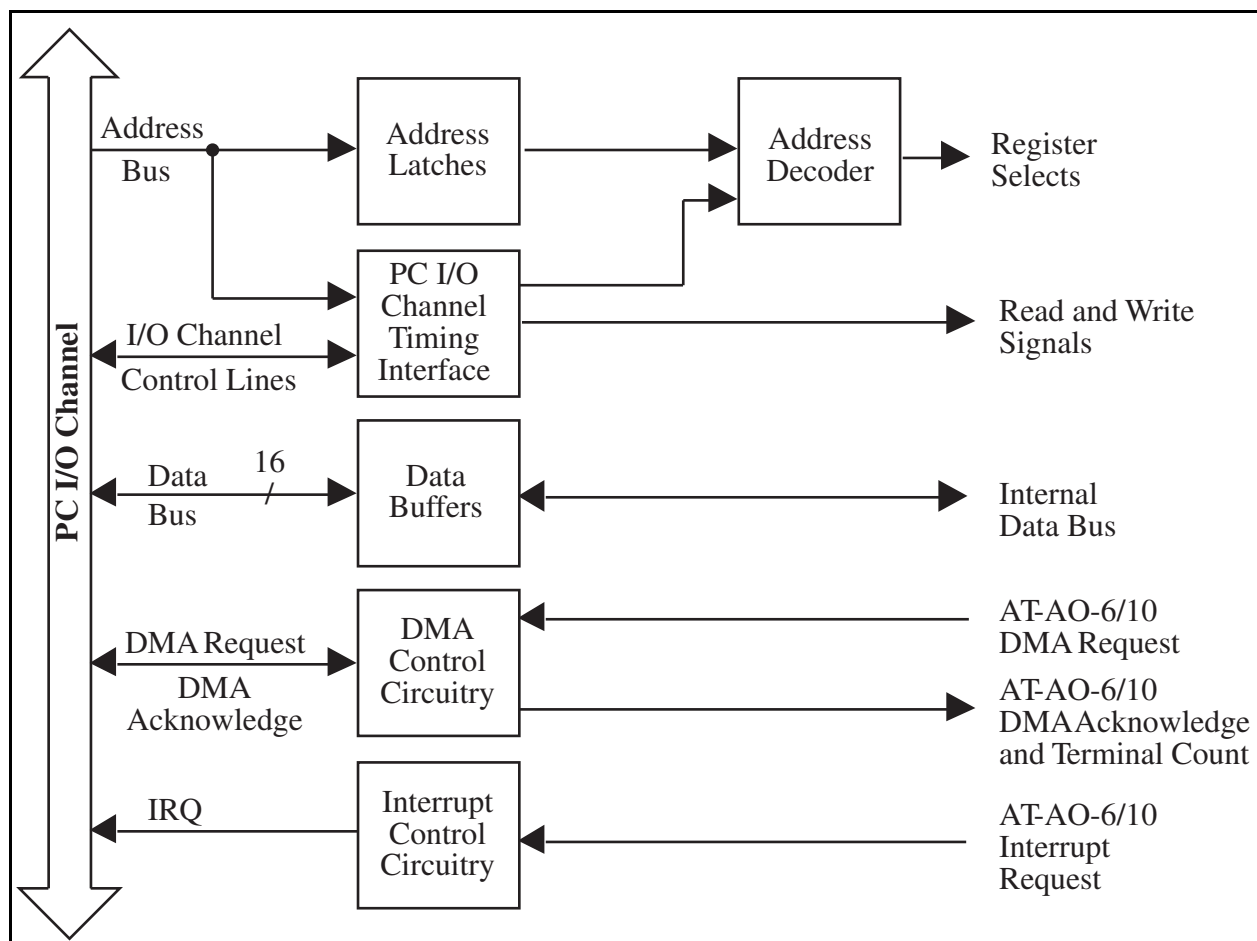 PC I/O Channel
Address
Bus
Address
Latches
Address
Decoder
Register
Selects
I/O Channel
Control Lines
PC I/O
Channel
Timing
Interface
Read and Write
Signals
Data
Bus
16
/
Data
Buffers
Internal
Data Bus
DMA Request
DMA
Acknowledge
DMA
Control
Circuitry
AT-AO-6/10
DMA Request
AT-AO-6/10
DMA Acknowledge
and Terminal Count
IRQ
Interrupt
Control
Circuitry
AT-AO-6/10
Interrupt
Request